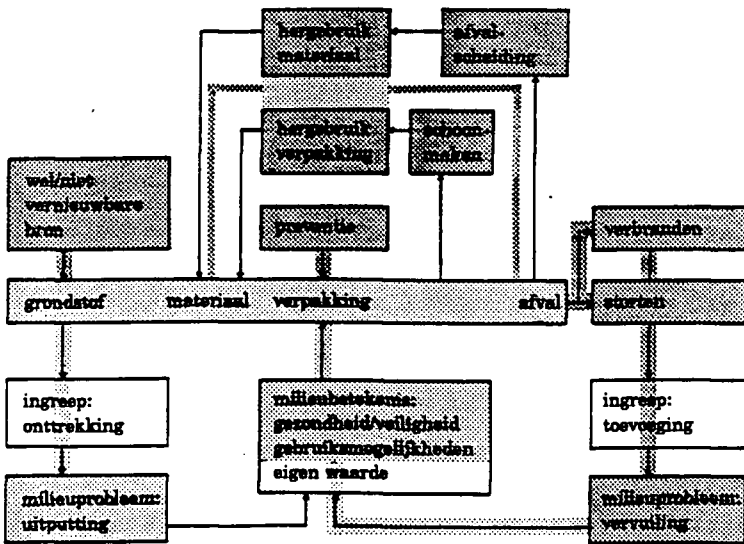 hergebruik
materiaal
afval-
scheiding
hergebruik
verpakking
schoon-
maken
wel/niet
vernieuwbare
bron
preventie
verbranden
grondstof materiaal verpakking afval
storten
ingreep:
onttrekking
milieubetekenis:
gezondheid/veiligheid
gebruiksmogelijkheden
eigen waarde
ingreep:
toevoeging
milieuprobleem:
uitputting
milieuprobleem:
vervuiling